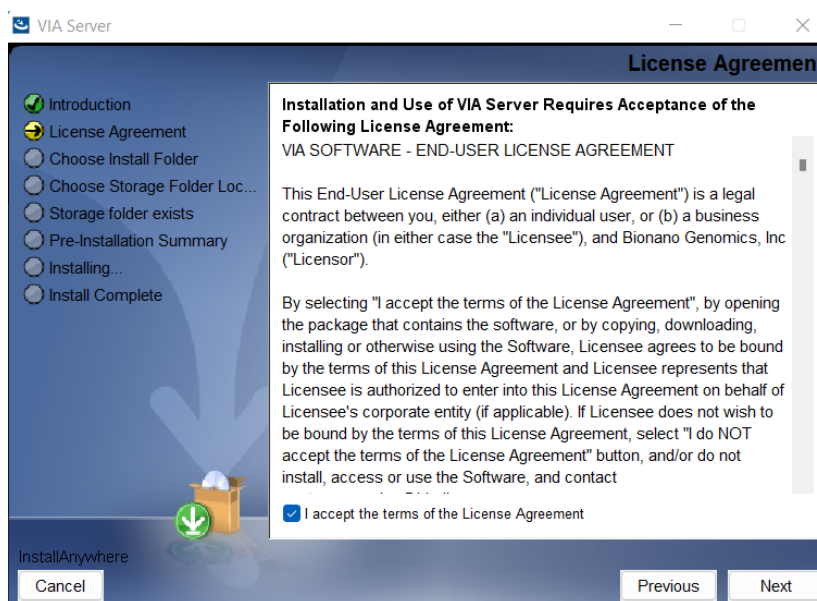 VIA Server
License Agreemen
Introduction
License Agreement
Choose Install Folder
Choose Storage Folder Loc...
Storage folder exists
Pre-Installation Summary
Installing...
Install Complete
Installation and Use of VIA Server Requires Acceptance of the
Following License Agreement:
VIA SOFTWARE - END-USER LICENSE AGREEMENT
This End-User License Agreement ("License Agreement") is a legal
contract between you, either (a) an individual user, or (b) a business
organization (in either case the "Licensee"), and Bionano Genomics, Inc
("Licensor").
By selecting "I accept the terms of the License Agreement", by opening
the package that contains the software, or by copying, downloading,
installing or otherwise using the Software, Licensee agrees to be bound
by the terms of this License Agreement and Licensee represents that
Licensee is authorized to enter into this License Agreement on behalf of
Licensee's corporate entity (if applicable). If Licensee does not wish to
be bound by the terms of this License Agreement, select "I do NOT
accept the terms of the License Agreement" button, and/or do not
install, access or use the Software, and contact
I accept the terms of the License Agreement
InstallAnywhere
Cancel
Previous
Next